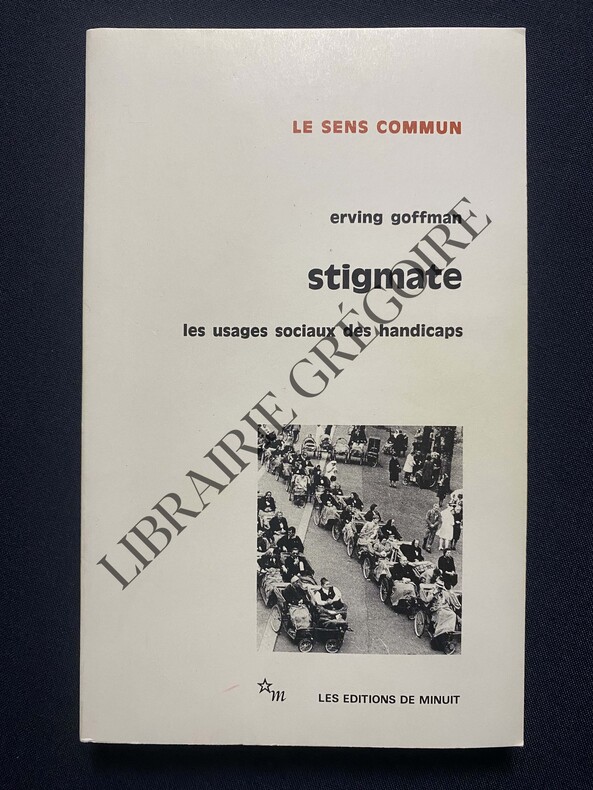 LE SENS COMMUN
erving goffman
stigmate
les usages sociaux des handicaps
LIBRAIRIE GRÉGOIRE
m
LES EDITIONS DE MINUIT